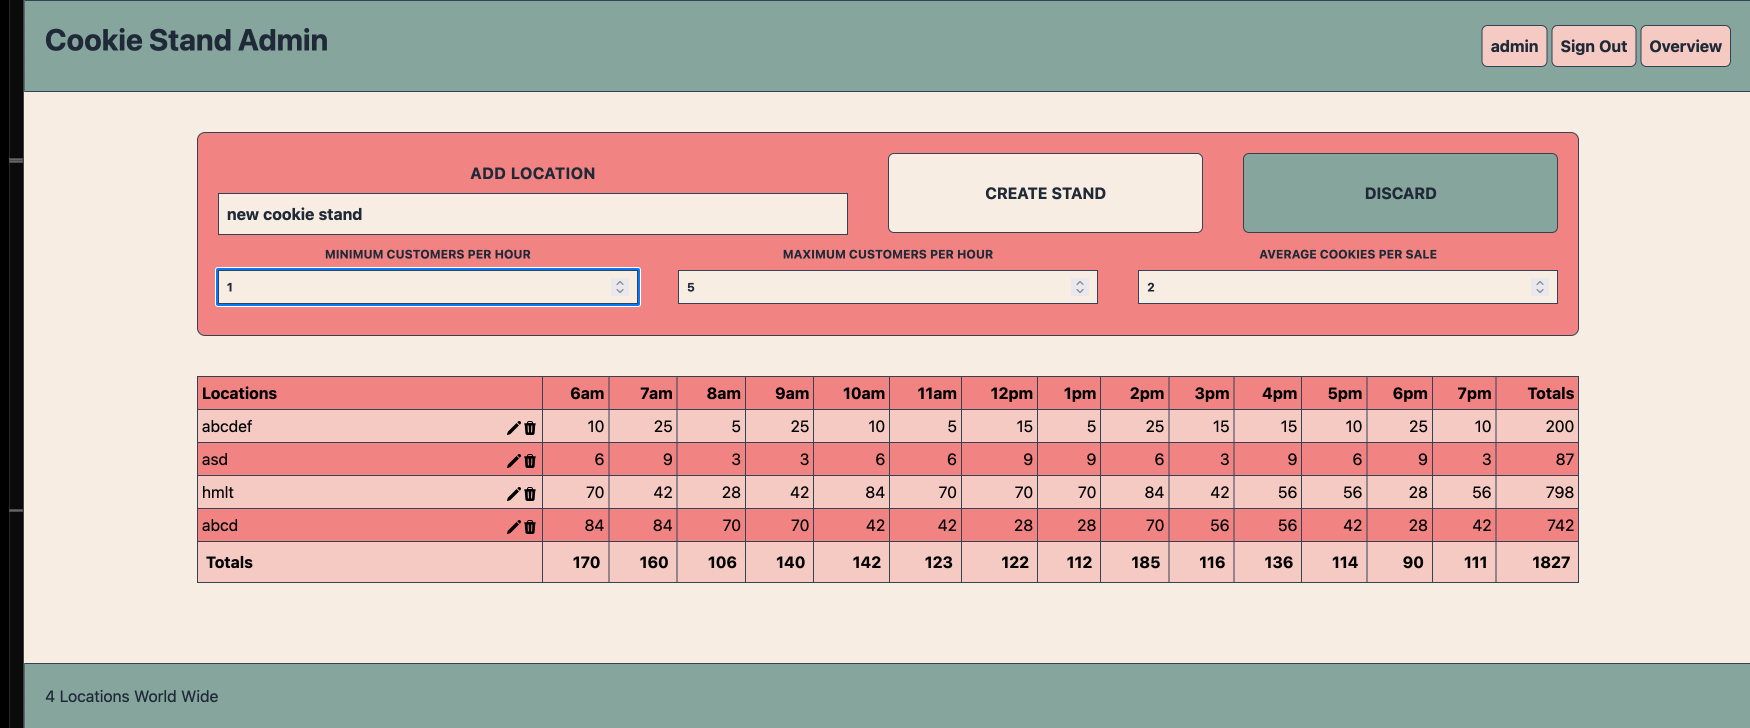 Cookie Stand Admin
admin Sign Out Overview
ADD LOCATION
CREATE STAND
DISCARD
new cookie stand
MINIMUM CUSTOMERS PER HOUR MAXIMUM CUSTOMERS PER HOUR AVERAGE COOKIES PER SALE
1 5 2
Locations 6am 7am 8am 9am 10am 11am 12pm 1pm 2pm 3pm 4pm 5pm 6pm 7pm Totals
abcdef 10 25 5 25 10 5 15 5 25 15 15 10 25 10 200
asd 6 9 3 3 6 6 9 9 6 3 9 6 9 3 87
hmlt 70 42 28 42 84 70 70 70 84 42 56 56 28 56 798
abcd 84 84 70 70 42 42 28 28 70 56 56 42 28 42 742
Totals 170 160 106 140 142 123 122 112 185 116 136 114 90 111 1827
4 Locations World Wide